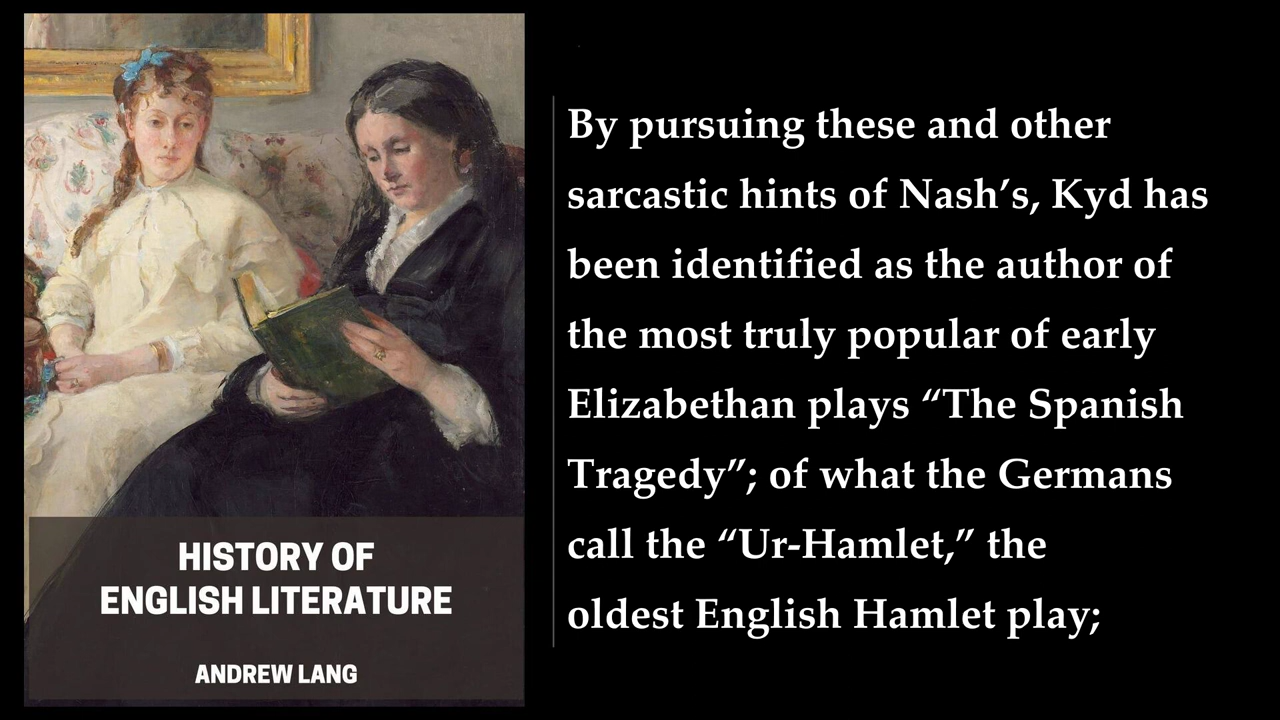 HISTORY OF
ENGLISH LITERATURE
ANDREW LANG
By pursuing these and other
sarcastic hints of Nash’s, Kyd has
been identified as the author of
the most truly popular of early
Elizabethan plays “The Spanish
Tragedy”; of what the Germans
call the “Ur-Hamlet,” the
oldest English Hamlet play;